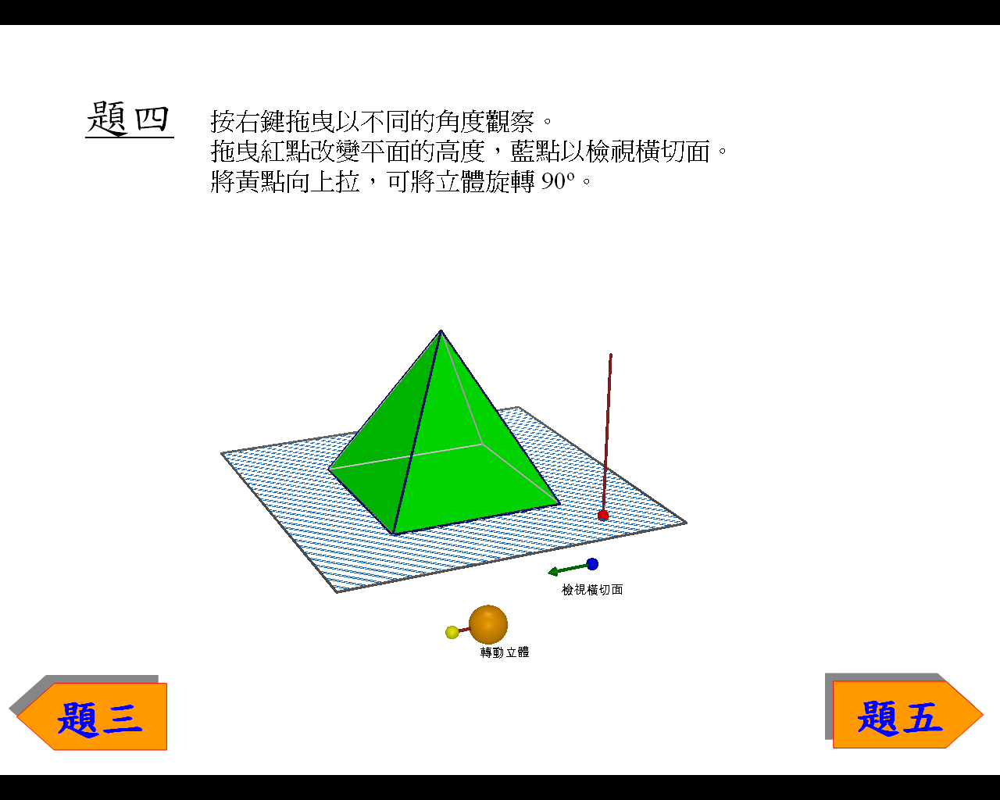 題四
按右鍵拖曳以不同的角度觀察。
拖曳紅點改變平面的高度，藍點以檢視橫切面。
將黃點向上拉，可將立體旋轉 90º。
檢視橫切面
轉動立體
題三
題五